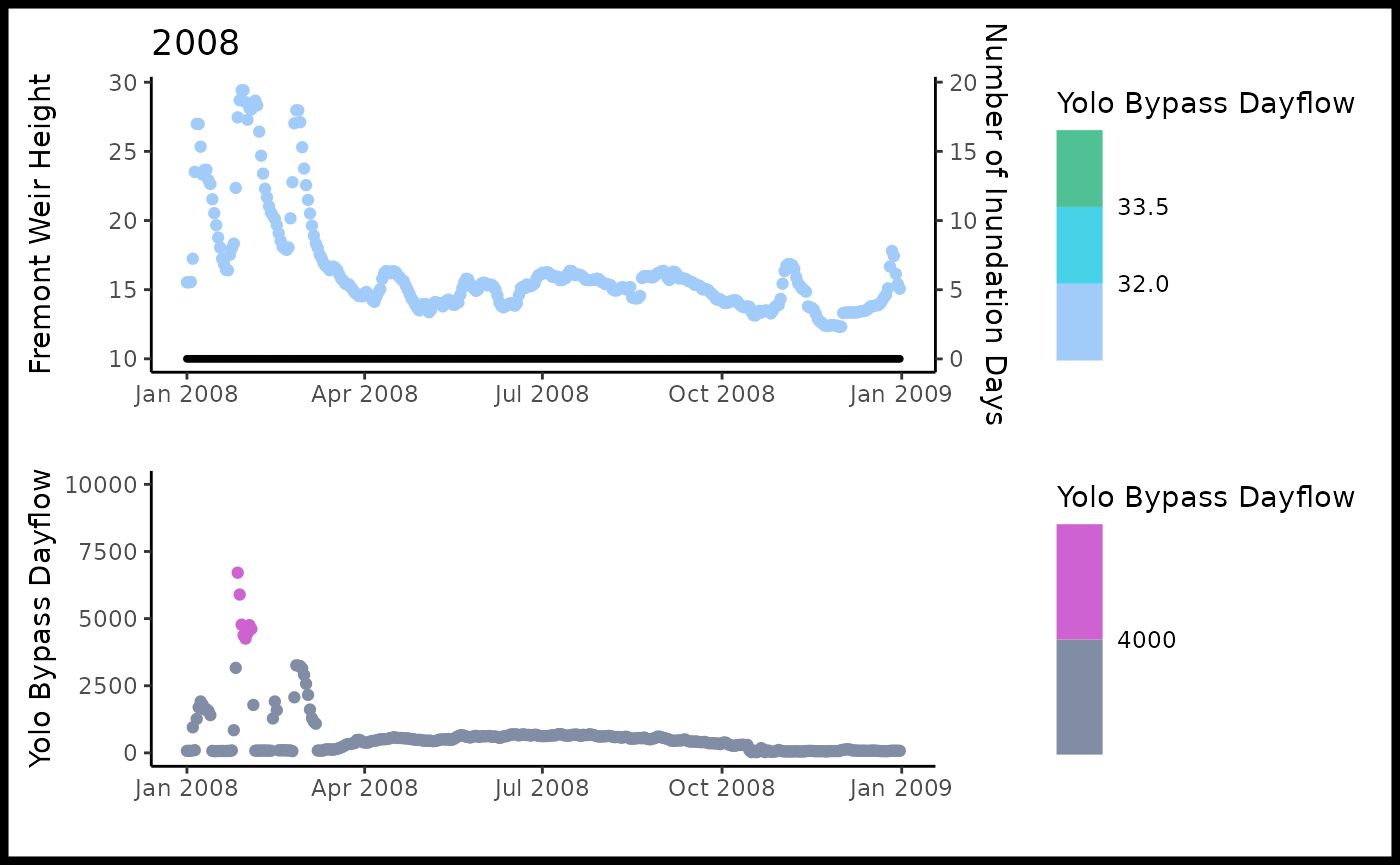 2008
Fremont Weir Height
30
25
20
15
10
20
15
10
5
0
Number of Inundation Days
Jan 2008
Apr 2008
Jul 2008
Oct 2008
Jan 2009
Yolo Bypass Dayflow
33.5
32.0
Yolo Bypass Dayflow
10000
7500
5000
2500
0
Jan 2008
Apr 2008
Jul 2008
Oct 2008
Jan 2009
Yolo Bypass Dayflow
4000